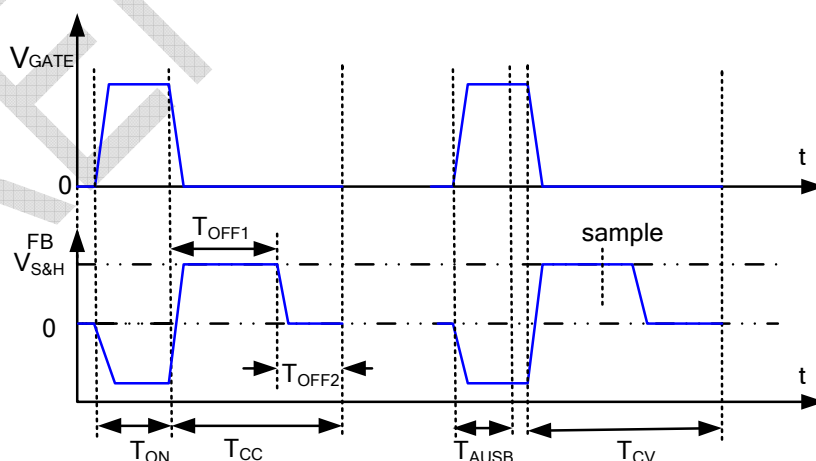 VGATE
t
0
TOFF1
sample
FB
VS&H
0
TOFF2
t
TON
TCC
TAUSB
TCV